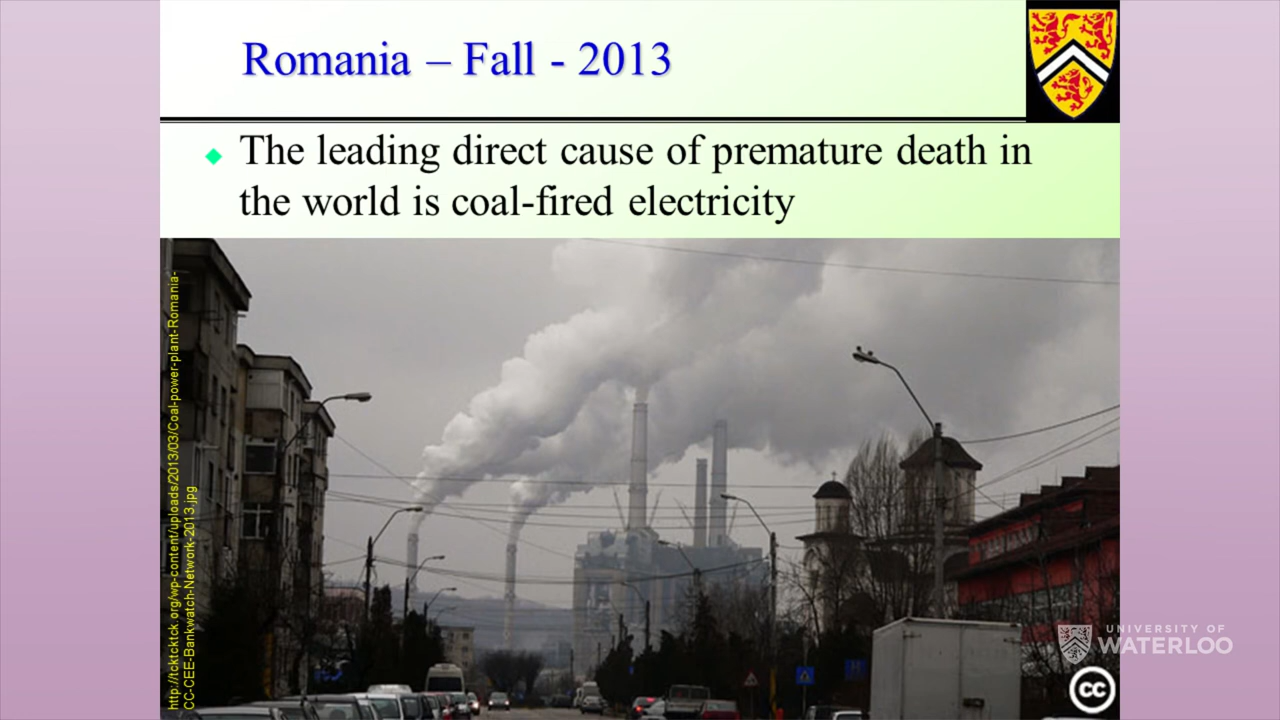 Romania – Fall - 2013
The leading direct cause of premature death in
the world is coal-fired electricity
http://tcktcktck.org/wp-content/uploads/2013/03/Coal-power-plant-Romania-
CC-CEE-Bankwatch-Network-2013.jpg
UNIVERSITY OF
WATERLOO
cc